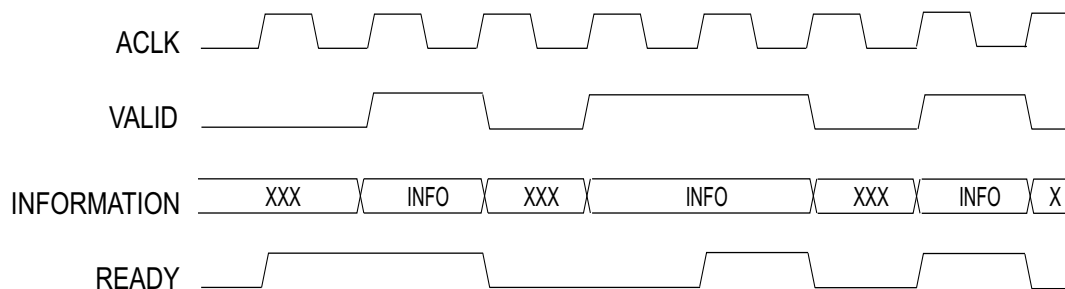 ACLK
VALID
INFORMATION XXX INFO XXX INFO XXX INFO X
READY